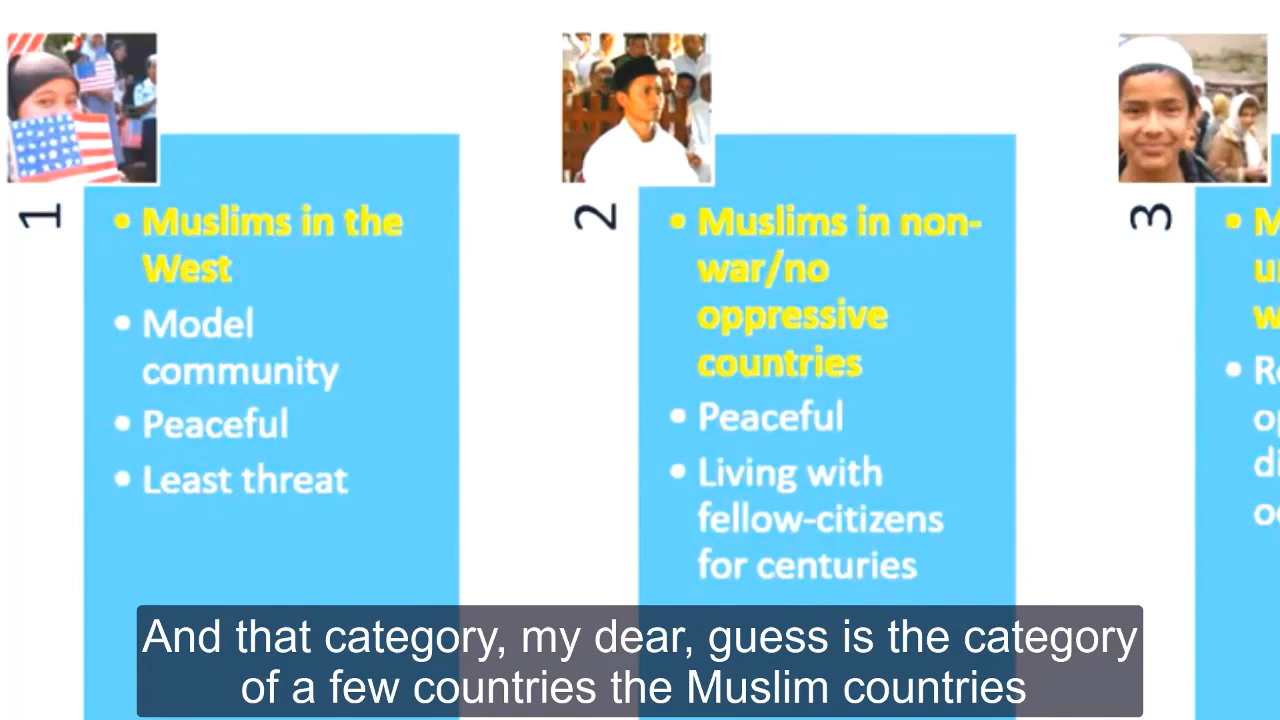 1
• Muslims in the
West
• Model
community
• Peaceful
• Least threat
2
• Muslims in non-
war/no
oppressive
countries
• Peaceful
• Living with
fellow-citizens
for centuries
3
And that category, my dear, guess is the category
of a few countries the Muslim countries